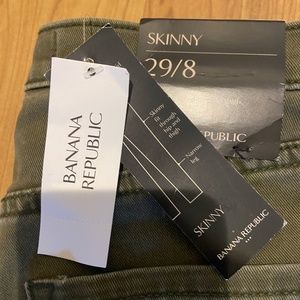 SKINNY
29/8
REPUBLIC
BANANA
REPUBLIC
Skinny
fit
through
hip and
thigh
Narrow
leg
SKINNY
BANANA REPUBLIC